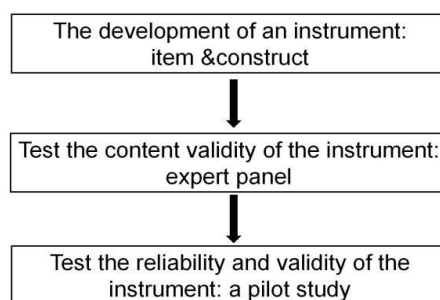 The development of an instrument:
item &construct
Test the content validity of the instrument:
expert panel
Test the reliability and validity of the
instrument: a pilot study